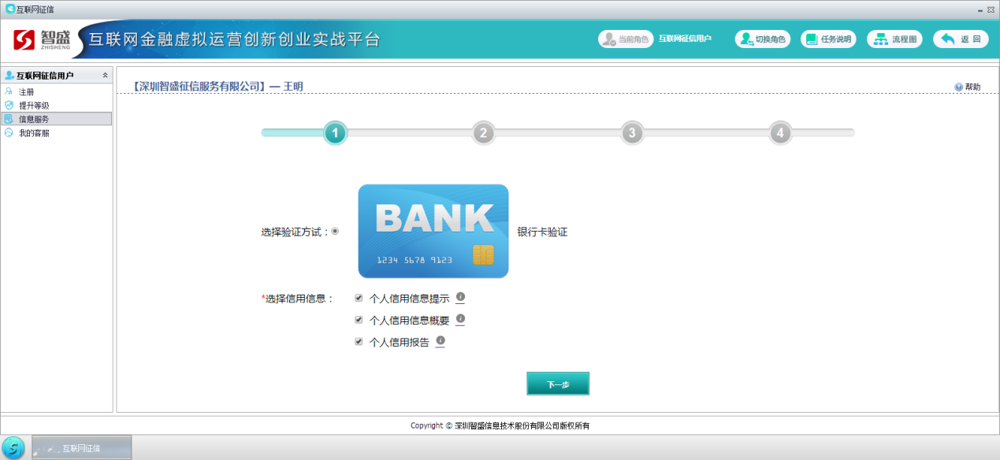 互联网征信
智盛
ZHISHENG
互联网金融虚拟运营创新创业实战平台
当前角色 互联网征信用户 切换角色 任务说明 流程图 返 回
互联网征信用户
注册
提升等级
信息服务
我的客服
【深圳智盛征信服务有限公司】— 王明
帮助
1 2 3 4
选择验证方试：
BANK
1234 5678 9123
银行卡验证
*选择信用信息：
个人信用信息提示
个人信用信息概要
个人信用报告
下一步
Copyright © 深圳智盛信息技术股份有限公司版权所有
互联网征信